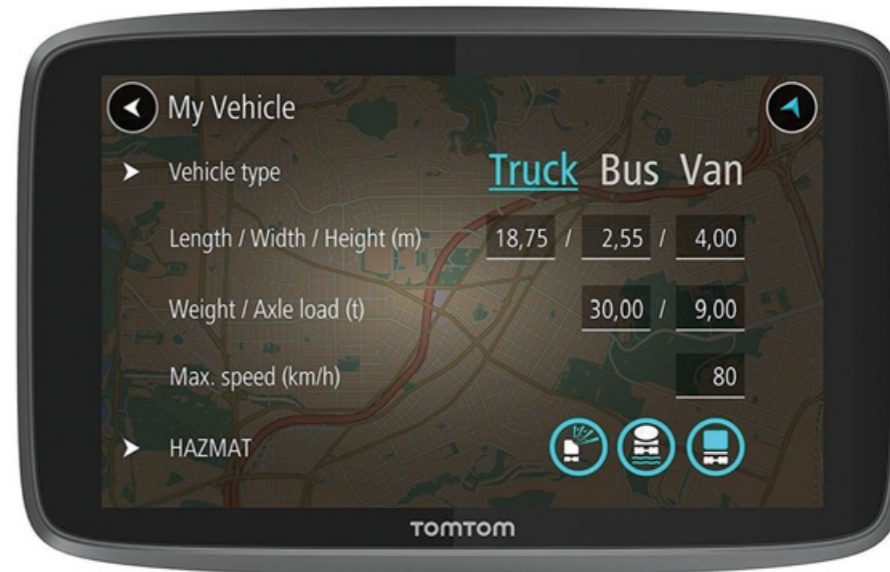 My Vehicle
Vehicle type Truck Bus Van
Length / Width / Height (m) 18,75 / 2,55 / 4,00
Weight / Axle load (t) 30,00 / 9,00
Max. speed (km/h) 80
HAZMAT
TOMTOM